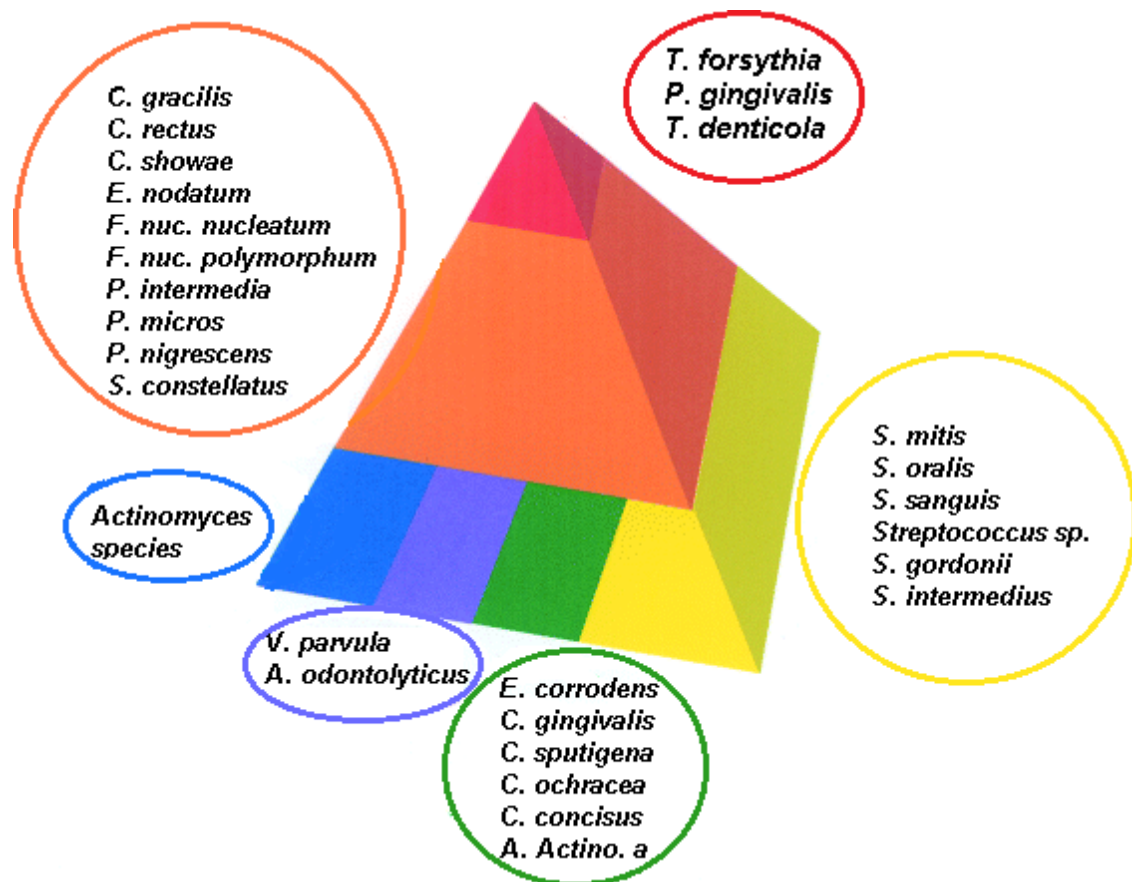 C. gracilis
C. rectus
C. showae
E. nodatum
F. nuc. nucleatum
F. nuc. polymorphum
P. intermedia
P. micros
P. nigrescens
S. constellatus
T. forsythia
P. gingivalis
T. denticola
Actinomyces
species
V. parvula
A. odontolyticus
E. corrodens
C. gingivalis
C. sputigena
C. ochracea
C. concisus
A. Actino. a
S. mitis
S. oralis
S. sanguis
Streptococcus sp.
S. gordonii
S. intermedius